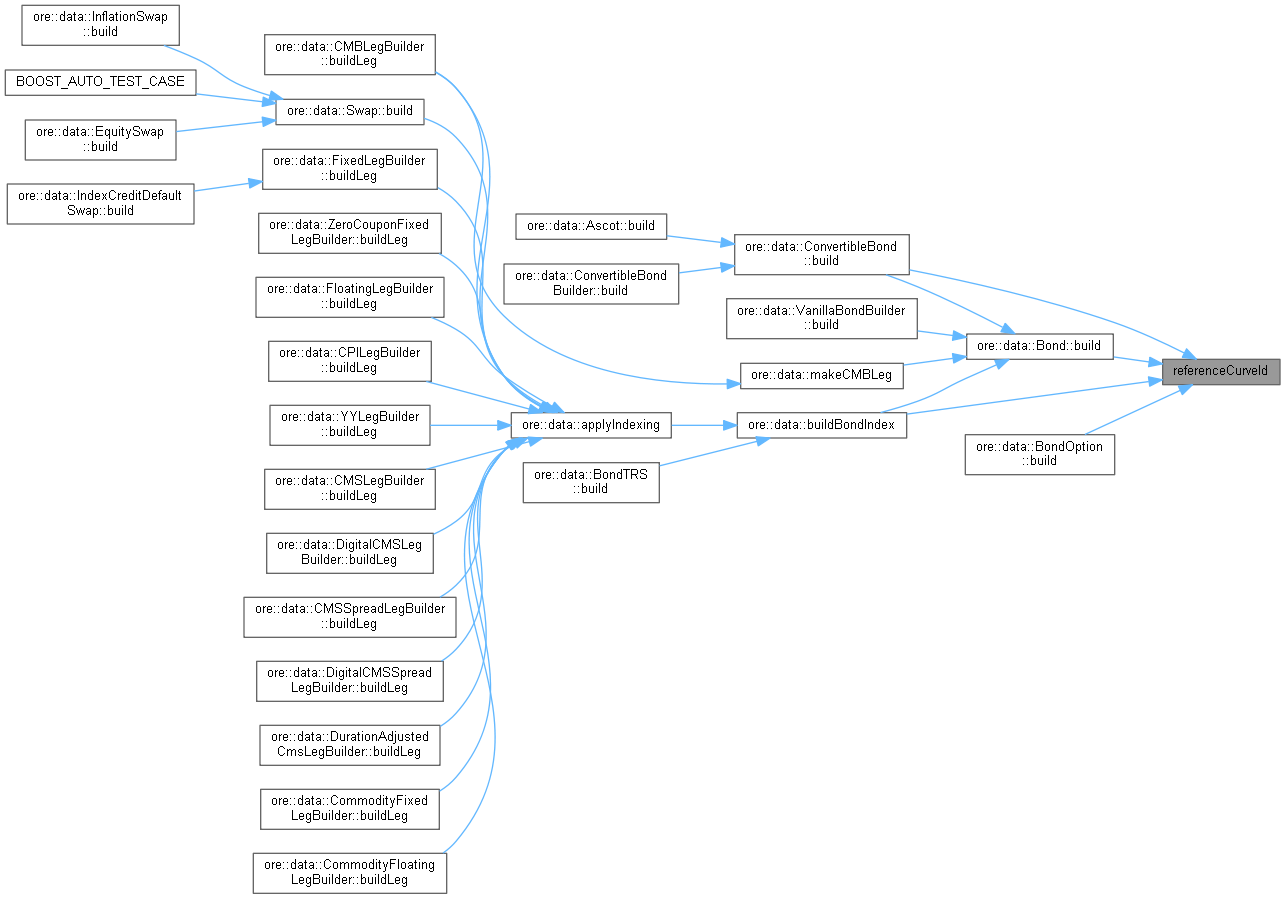 ore::data::InflationSwap
::build
BOOST_AUTO_TEST_CASE
ore::data::EquitySwap
::build
ore::data::IndexCreditDefault
Swap::build
ore::data::CMBLegBuilder
::buildLeg
ore::data::Swap::build
ore::data::FixedLegBuilder
::buildLeg
ore::data::ZeroCouponFixed
LegBuilder::buildLeg
ore::data::FloatingLegBuilder
::buildLeg
ore::data::CPILegBuilder
::buildLeg
ore::data::YYLegBuilder
::buildLeg
ore::data::CMSLegBuilder
::buildLeg
ore::data::DigitalCMSLeg
Builder::buildLeg
ore::data::CMSSpreadLegBuilder
::buildLeg
ore::data::DigitalCMSSpread
LegBuilder::buildLeg
ore::data::DurationAdjusted
CmsLegBuilder::buildLeg
ore::data::CommodityFixed
LegBuilder::buildLeg
ore::data::CommodityFloating
LegBuilder::buildLeg
ore::data::Ascot::build
ore::data::ConvertibleBond
Builder::build
ore::data::applyIndexing
ore::data::BondTRS
::build
ore::data::ConvertibleBond
::build
ore::data::VanillaBondBuilder
::build
ore::data::makeCMBLeg
ore::data::buildBondIndex
ore::data::Bond::build
ore::data::BondOption
::build
referenceCurveId